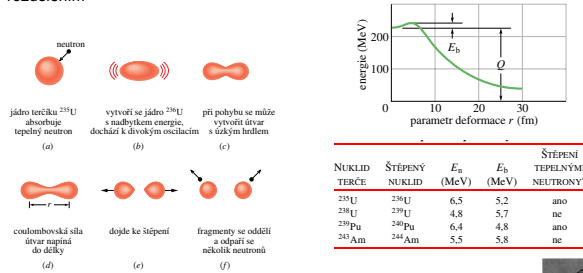 neutron
jádro terčíku ²³⁵U
absorbuje
tepelný neutron
(a)
vytvoří se jádro ²³⁶U
s nadbytkem energie,
dochází k divokým oscilacím
(b)
při pohybu se může
vytvořit útvar
s úzkým hrdlem
(c)
r
coulombovská síla
útvar napíná
do délky
(d)
dojde ke štěpení
(e)
fragmenty se oddělí
a odpaří se
několik neutronů
(f)
energie (MeV)
200
100
E_b
Q
0 10 20 30
parametr deformace r (fm)
NUKLID TERČE ŠTĚPENÝ NUKLID E_n (MeV) E_b (MeV) ŠTĚPENÍ TEPELNÝMI NEUTRONY
²³⁵U ²³⁶U 6,5 5,2 ano
²³⁸U ²³⁹U 4,8 5,7 ne
²³⁹Pu ²⁴⁰Pu 6,4 4,8 ano
²⁴³Am ²⁴⁴Am 5,5 5,8 ne